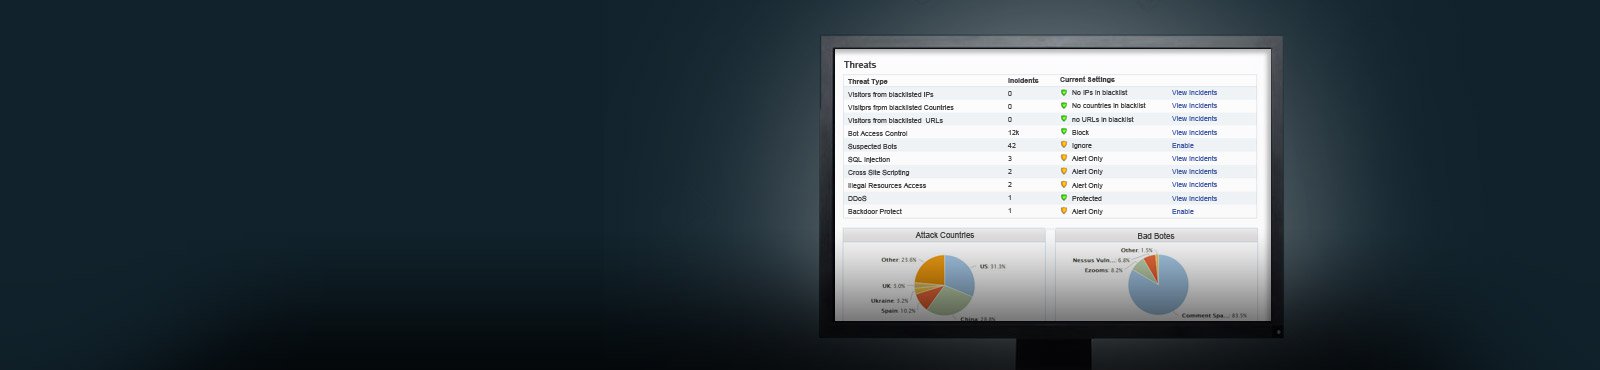 Threats
Threat Type Incidents Current Settings
Visitors from blacklisted IPs 0 No IPs in blacklist View Incidents
Visitprs frpm blacklisted Countries 0 No countries in blacklist View Incidents
Visitors from blacklisted URLs 0 no URLs in blacklist View Incidents
Bot Access Control 12k Block View Incidents
Suspected Bots 42 Ignore Enable
SQL Injection 3 Alert Only View Incidents
Cross Site Scripting 2 Alert Only View Incidents
Illegal Resources Access 2 Alert Only View Incidents
DDoS 1 Protected View Incidents
Backdoor Protect 1 Alert Only Enable
Attack Countries
Other: 23.6%
US: 31.3%
UK: 5.0%
Ukraine: 3.2%
Spain: 10.2%
China:
Bad Botes
Other: 1.5%
Nessus Vuln...: 6.8%
Ezooms: 8.2%
Comment Spa...: 83.5%